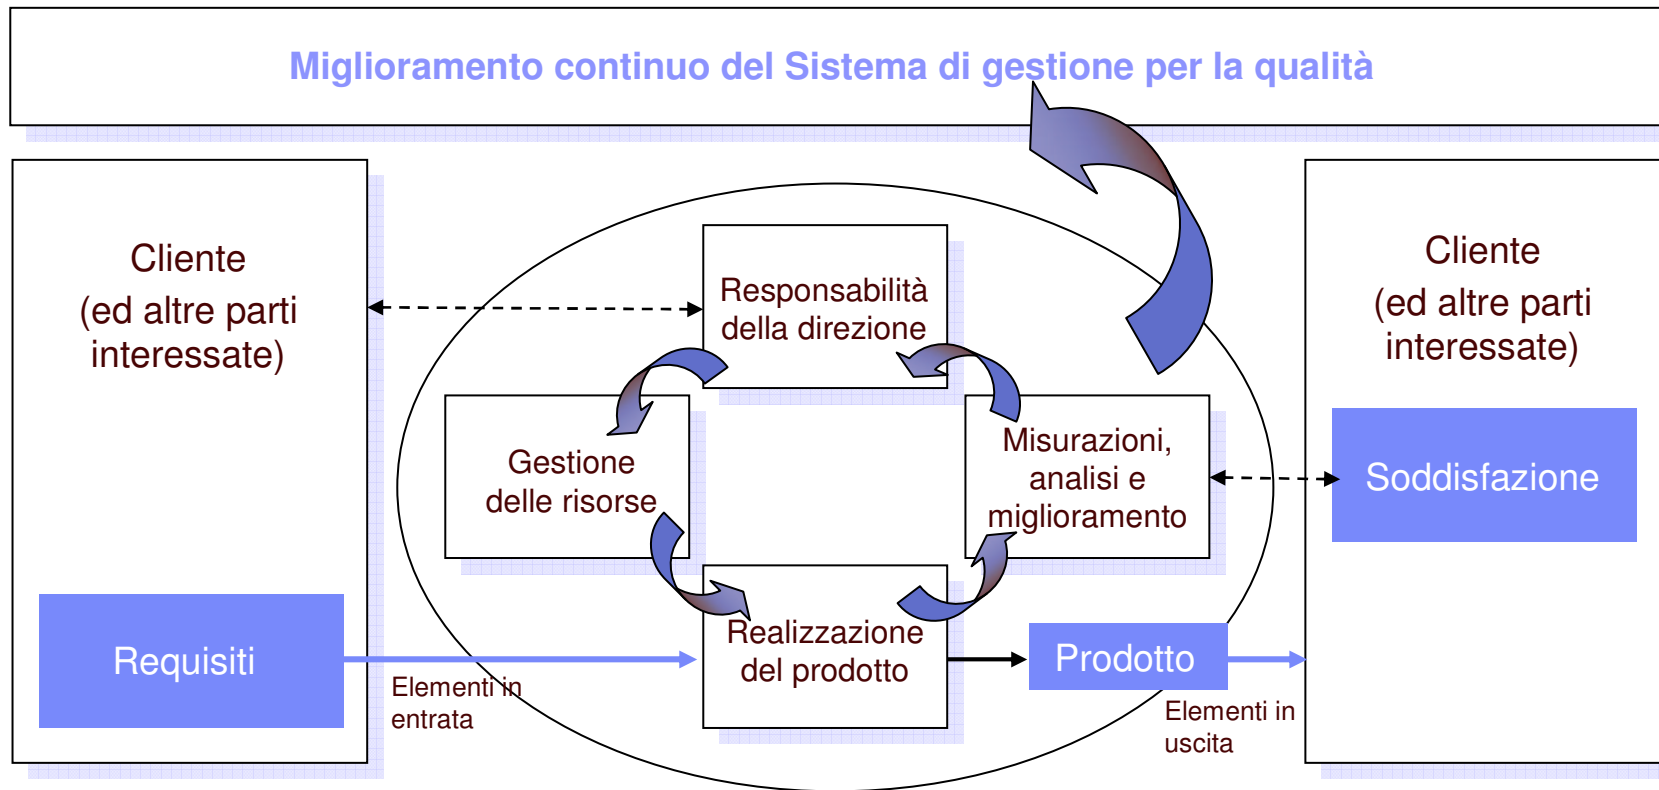 Miglioramento continuo del Sistema di gestione per la qualità
Cliente
(ed altre parti
interessate)
Requisiti
Elementi in
entrata
Responsabilità
della direzione
Gestione
delle risorse
Misurazioni,
analisi e
miglioramento
Realizzazione
del prodotto
Prodotto
Elementi in
uscita
Cliente
(ed altre parti
interessate)
Soddisfazione